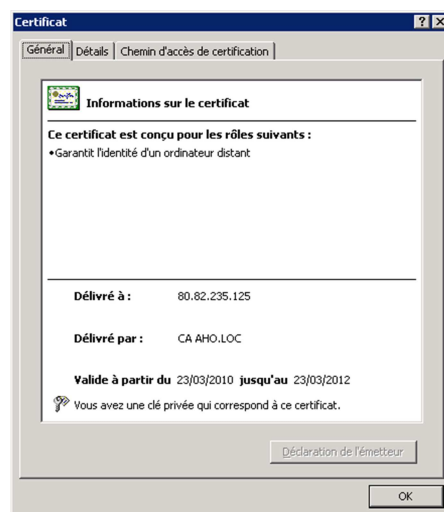 Certificat
Général Détails Chemin d'accès de certification
Informations sur le certificat
Ce certificat est conçu pour les rôles suivants :
•Garantit l'identité d'un ordinateur distant
Délivré à : 80.82.235.125
Délivré par : CA AHO.LOC
Valide à partir du 23/03/2010 jusqu'au 23/03/2012
Vous avez une clé privée qui correspond à ce certificat.
Déclaration de l'émetteur
OK